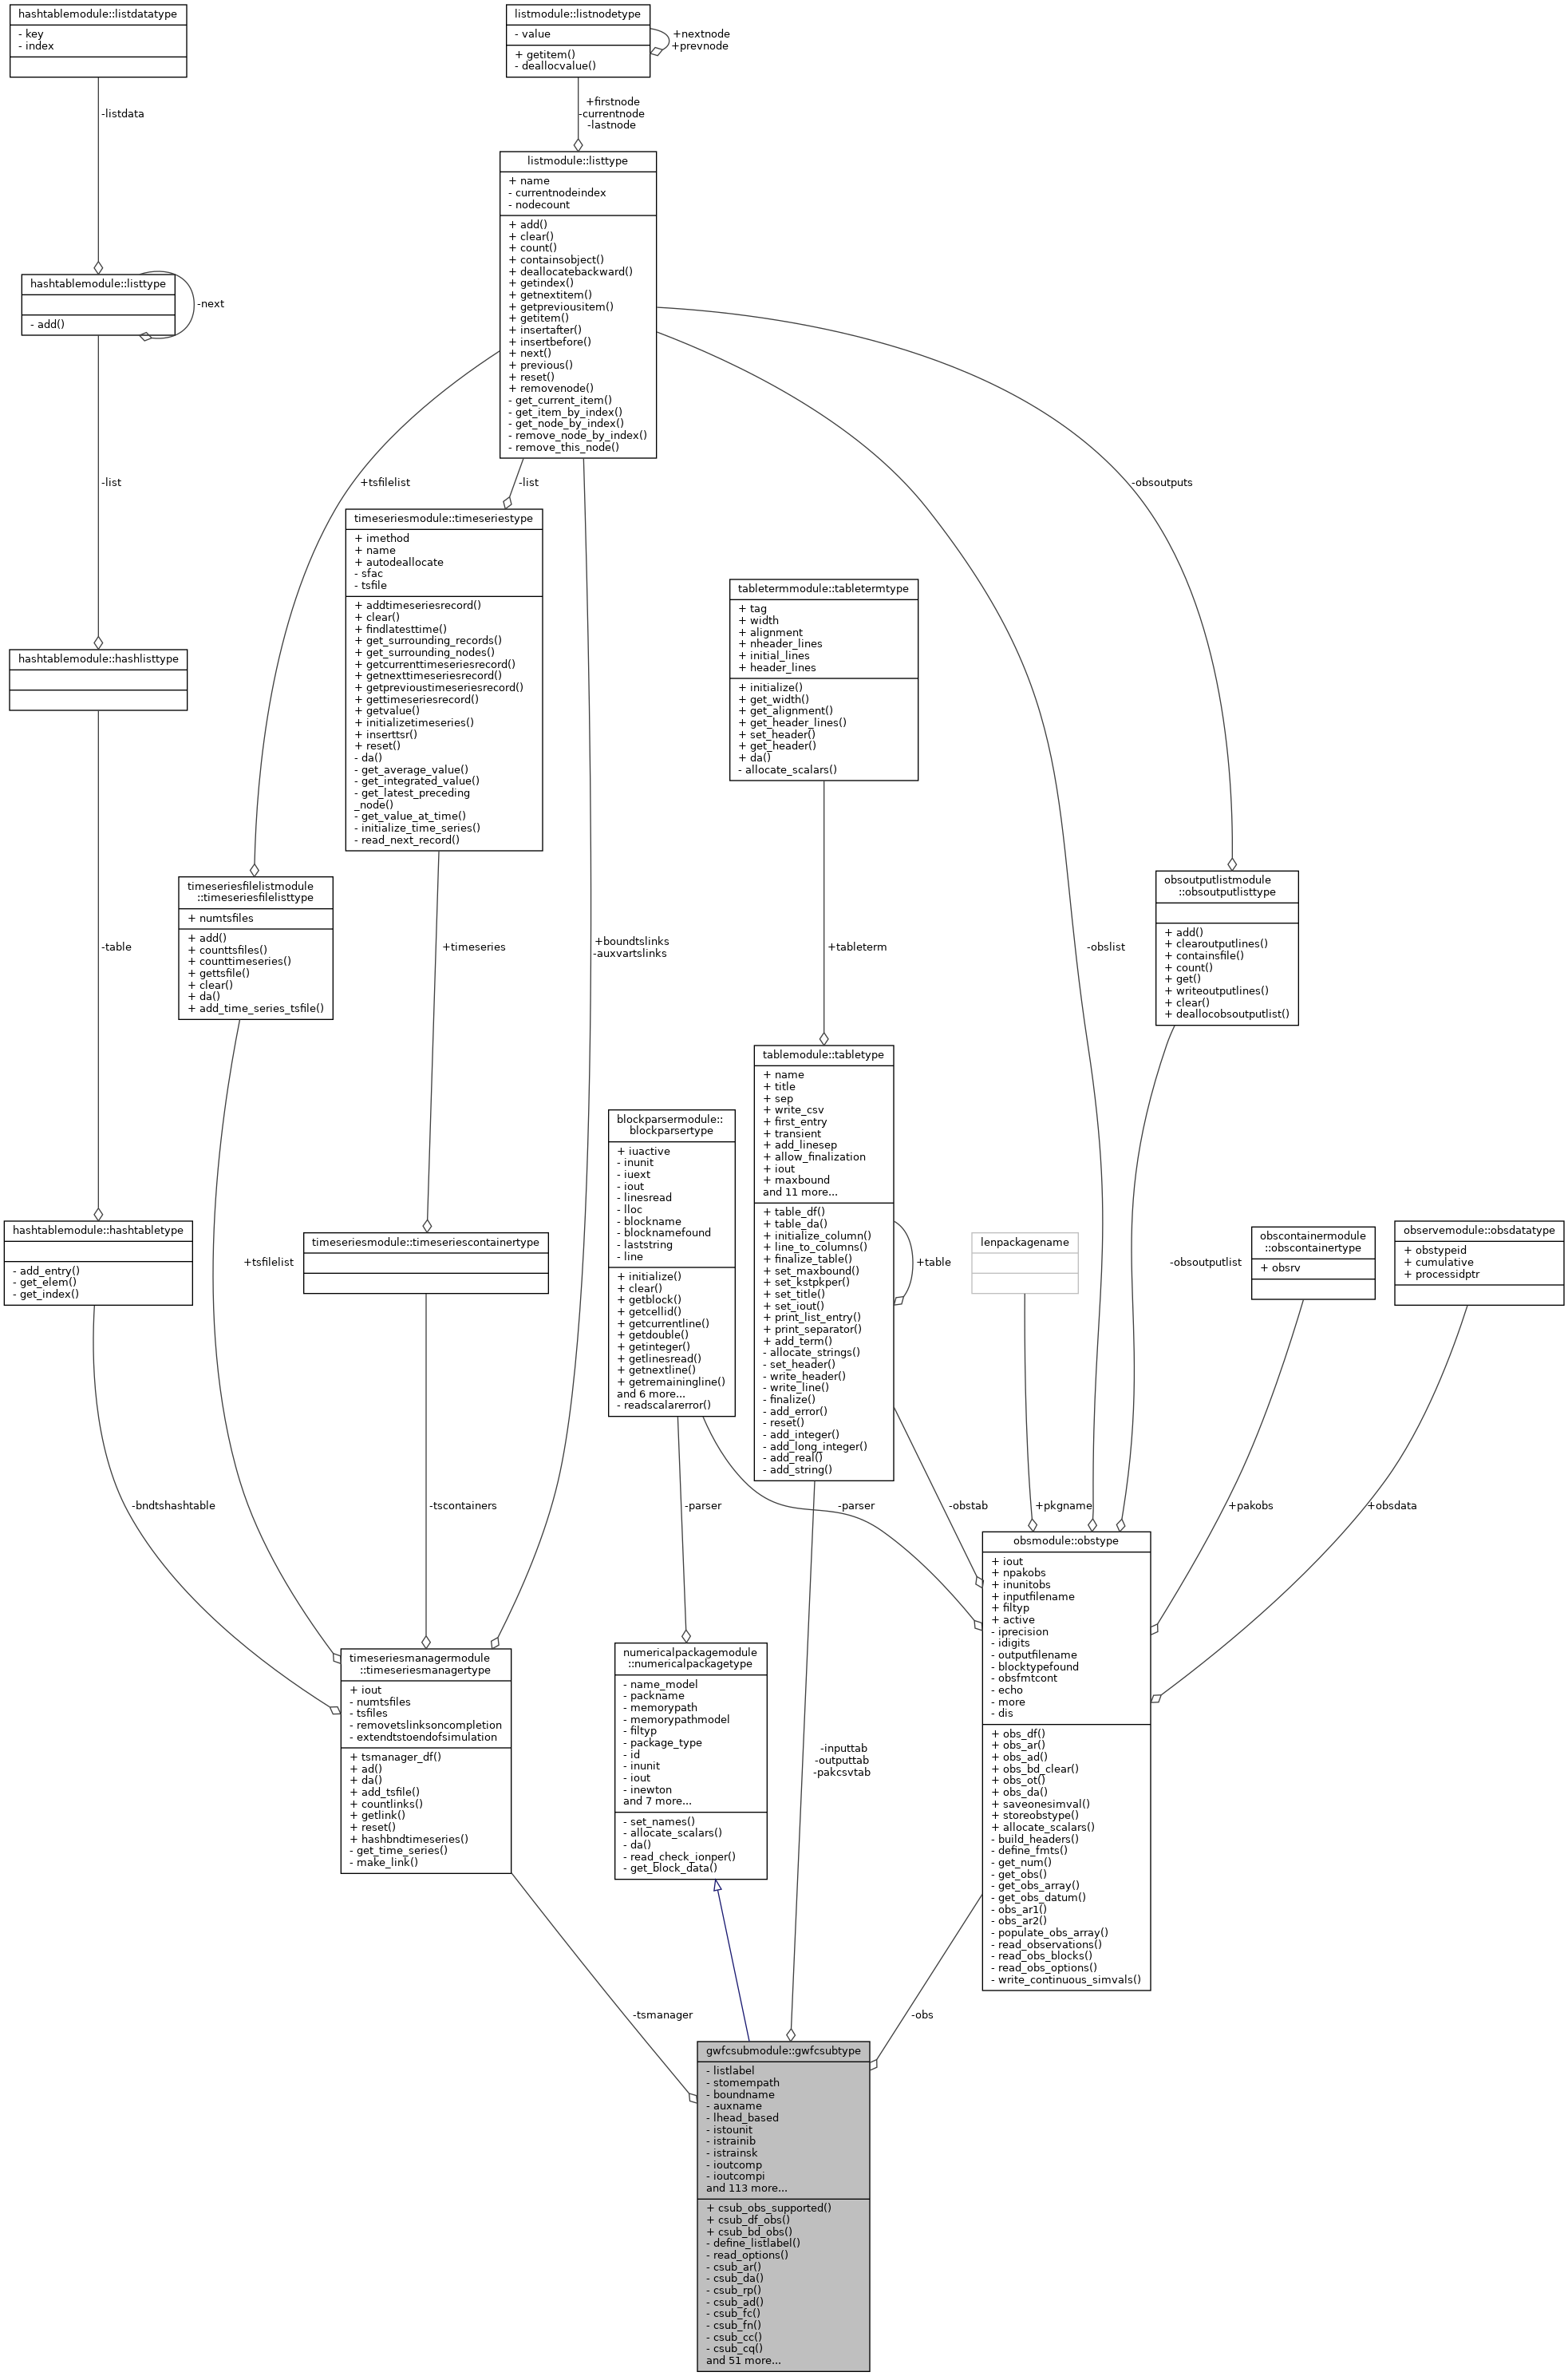 hashtablemodule::listdatatype
- key
- index
listmodule::listnodetype
- value
+ getitem()
- deallocvalue()
+nextnode
+prevnode
-listdata
+firstnode
-currentnode
-lastnode
listmodule::listtype
+ name
- currentnodeindex
- nodecount
+ add()
+ clear()
+ count()
+ containsobject()
+ deallocatebackward()
+ getindex()
+ getnextitem()
+ getpreviousitem()
+ getitem()
+ insertafter()
+ insertbefore()
+ next()
+ previous()
+ reset()
+ removenode()
- get_current_item()
- get_item_by_index()
- get_node_by_index()
- remove_node_by_index()
- remove_this_node()
hashtablemodule::listtype
- add()
-next
-list
+tsfilelist
-list
-obsoutputs
timeseriesmodule::timeseriestype
+ imethod
+ name
+ autodeallocate
- sfac
- tsfile
+ addtimeseriesrecord()
+ clear()
+ findlatesttime()
+ get_surrounding_records()
+ get_surrounding_nodes()
+ getcurrenttimeseriesrecord()
+ getnexttimeseriesrecord()
+ getprevioustimeseriesrecord()
+ gettimeseriesrecord()
+ getvalue()
+ initializetimeseries()
+ inserttsr()
+ reset()
- da()
- get_average_value()
- get_integrated_value()
- get_latest_preceding
_node()
- get_value_at_time()
- initialize_time_series()
- read_next_record()
tabletermmodule::tabletermtype
+ tag
+ width
+ alignment
+ nheader_lines
+ initial_lines
+ header_lines
+ initialize()
+ get_width()
+ get_alignment()
+ get_header_lines()
+ set_header()
+ get_header()
+ da()
- allocate_scalars()
hashtablemodule::hashlisttype
timeseriesfilelistmodule
::timeseriesfilelisttype
+ numtsfiles
+ add()
+ counttsfiles()
+ counttimeseries()
+ gettsfile()
+ clear()
+ da()
+ add_time_series_tsfile()
obsoutputlistmodule
::obsoutputlisttype
+ add()
+ clearoutputlines()
+ containsfile()
+ count()
+ get()
+ writeoutputlines()
+ clear()
+ deallocobsoutputlist()
-table
+timeseries
+boundtslinks
-auxvartslinks
+tableterm
-obslist
tablemodule::tabletype
+ name
+ title
+ sep
+ write_csv
+ first_entry
+ transient
+ add_linesep
+ allow_finalization
+ iout
+ maxbound
and 11 more...
+ table_df()
+ table_da()
+ initialize_column()
+ line_to_columns()
+ finalize_table()
+ set_maxbound()
+ set_kstpkper()
+ set_title()
+ set_iout()
+ print_list_entry()
+ print_separator()
+ add_term()
- allocate_strings()
- set_header()
- write_header()
- write_line()
- finalize()
- add_error()
- reset()
- add_integer()
- add_long_integer()
- add_real()
- add_string()
+table
blockparsermodule::
blockparsertype
+ iuactive
- inunit
- iuext
- iout
- linesread
- lloc
- blockname
- blocknamefound
- laststring
- line
+ initialize()
+ clear()
+ getblock()
+ getcellid()
+ getcurrentline()
+ getdouble()
+ getinteger()
+ getlinesread()
+ getnextline()
+ getremainingline()
and 6 more...
- readscalarerror()
hashtablemodule::hashtabletype
- add_entry()
- get_elem()
- get_index()
+tsfilelist
timeseriesmodule::timeseriescontainertype
lenpackagename
-obsoutputlist
obscontainermodule
::obscontainertype
+ obsrv
observemodule::obsdatatype
+ obstypeid
+ cumulative
+ processidptr
-bndtshashtable
-tscontainers
-parser
-parser
-obstab
+pkgname
+pakobs
+obsdata
obsmodule::obstype
+ iout
+ npakobs
+ inunitobs
+ inputfilename
+ filtyp
+ active
- iprecision
- idigits
- outputfilename
- blocktypefound
- obsfmtcont
- echo
- more
- dis
+ obs_df()
+ obs_ar()
+ obs_ad()
+ obs_bd_clear()
+ obs_ot()
+ obs_da()
+ saveonesimval()
+ storeobstype()
+ allocate_scalars()
- build_headers()
- define_fmts()
- get_num()
- get_obs()
- get_obs_array()
- get_obs_datum()
- obs_ar1()
- obs_ar2()
- populate_obs_array()
- read_observations()
- read_obs_blocks()
- read_obs_options()
- write_continuous_simvals()
timeseriesmanagermodule
::timeseriesmanagertype
+ iout
- numtsfiles
- tsfiles
- removetslinksoncompletion
- extendtstoendofsimulation
+ tsmanager_df()
+ ad()
+ da()
+ add_tsfile()
+ countlinks()
+ getlink()
+ reset()
+ hashbndtimeseries()
- get_time_series()
- make_link()
numericalpackagemodule
::numericalpackagetype
- name_model
- packname
- memorypath
- memorypathmodel
- filtyp
- package_type
- id
- inunit
- iout
- inewton
and 7 more...
- set_names()
- allocate_scalars()
- da()
- read_check_ionper()
- get_block_data()
-inputtab
-outputtab
-pakcsvtab
-tsmanager
-obs
gwfcsubmodule::gwfcsubtype
- listlabel
- stomempath
- boundname
- auxname
- lhead_based
- istounit
- istrainib
- istrainsk
- ioutcomp
- ioutcompi
and 113 more...
+ csub_obs_supported()
+ csub_df_obs()
+ csub_bd_obs()
- define_listlabel()
- read_options()
- csub_ar()
- csub_da()
- csub_rp()
- csub_ad()
- csub_fc()
- csub_fn()
- csub_cc()
- csub_cq()
and 51 more...